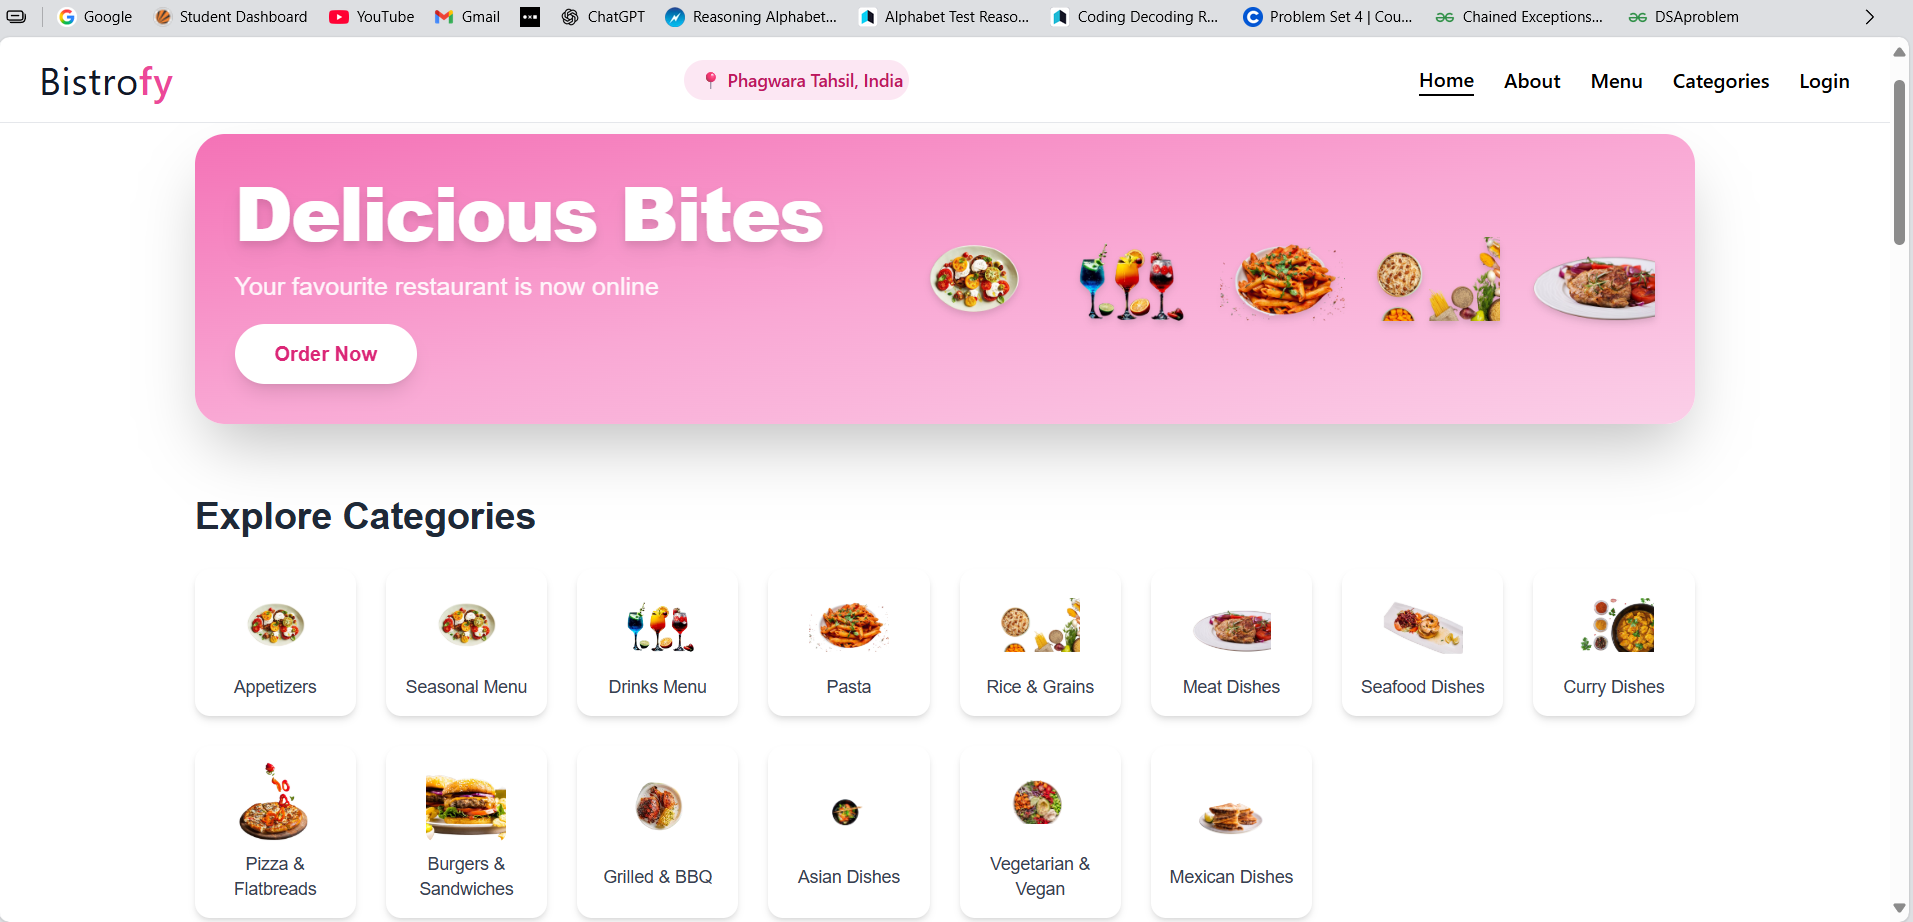 Google Student Dashboard YouTube Gmail ChatGPT Reasoning Alphabet... Alphabet Test Reaso... Coding Decoding R... Problem Set 4 | Cou... Chained Exceptions... DSAproblem
Bistrofy
Phagwara Tahsil, India
Home About Menu Categories Login
Delicious Bites
Your favourite restaurant is now online
Order Now
Explore Categories
Appetizers
Seasonal Menu
Drinks Menu
Pasta
Rice & Grains
Meat Dishes
Seafood Dishes
Curry Dishes
Pizza &
Flatbreads
Burgers &
Sandwiches
Grilled & BBQ
Asian Dishes
Vegetarian &
Vegan
Mexican Dishes